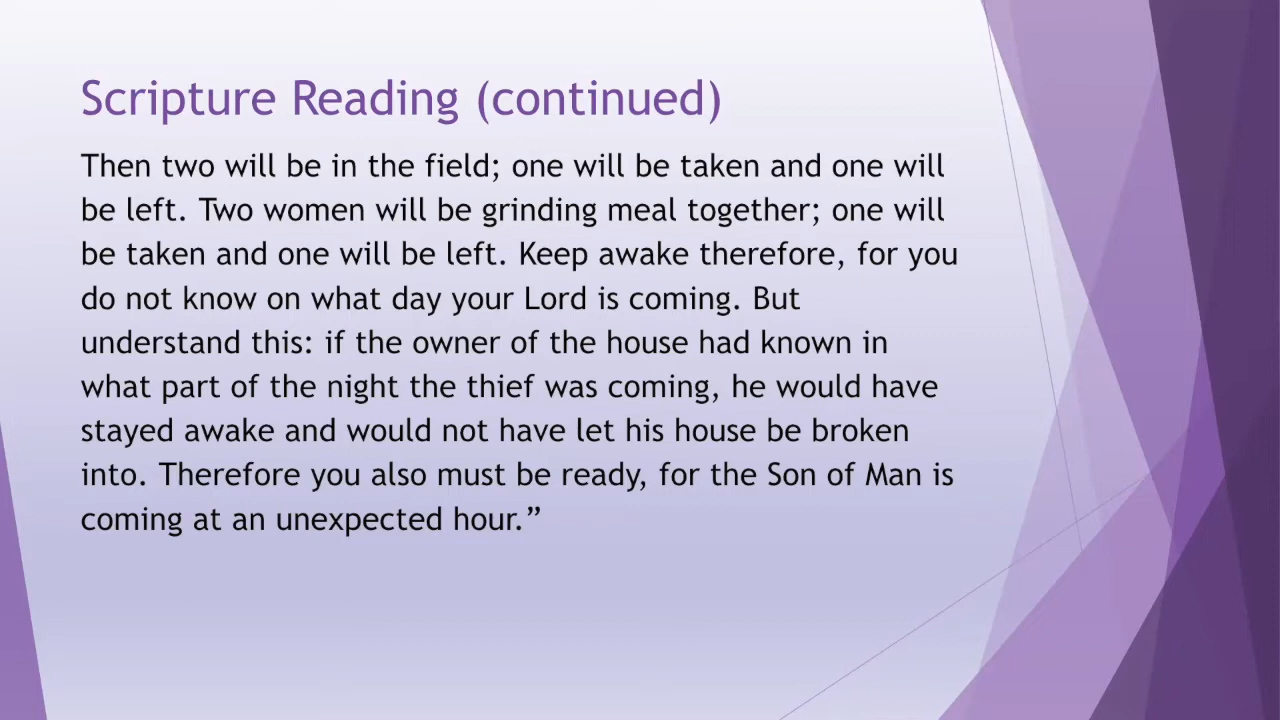 Scripture Reading (continued)
Then two will be in the field; one will be taken and one will
be left. Two women will be grinding meal together; one will
be taken and one will be left. Keep awake therefore, for you
do not know on what day your Lord is coming. But
understand this: if the owner of the house had known in
what part of the night the thief was coming, he would have
stayed awake and would not have let his house be broken
into. Therefore you also must be ready, for the Son of Man is
coming at an unexpected hour.”